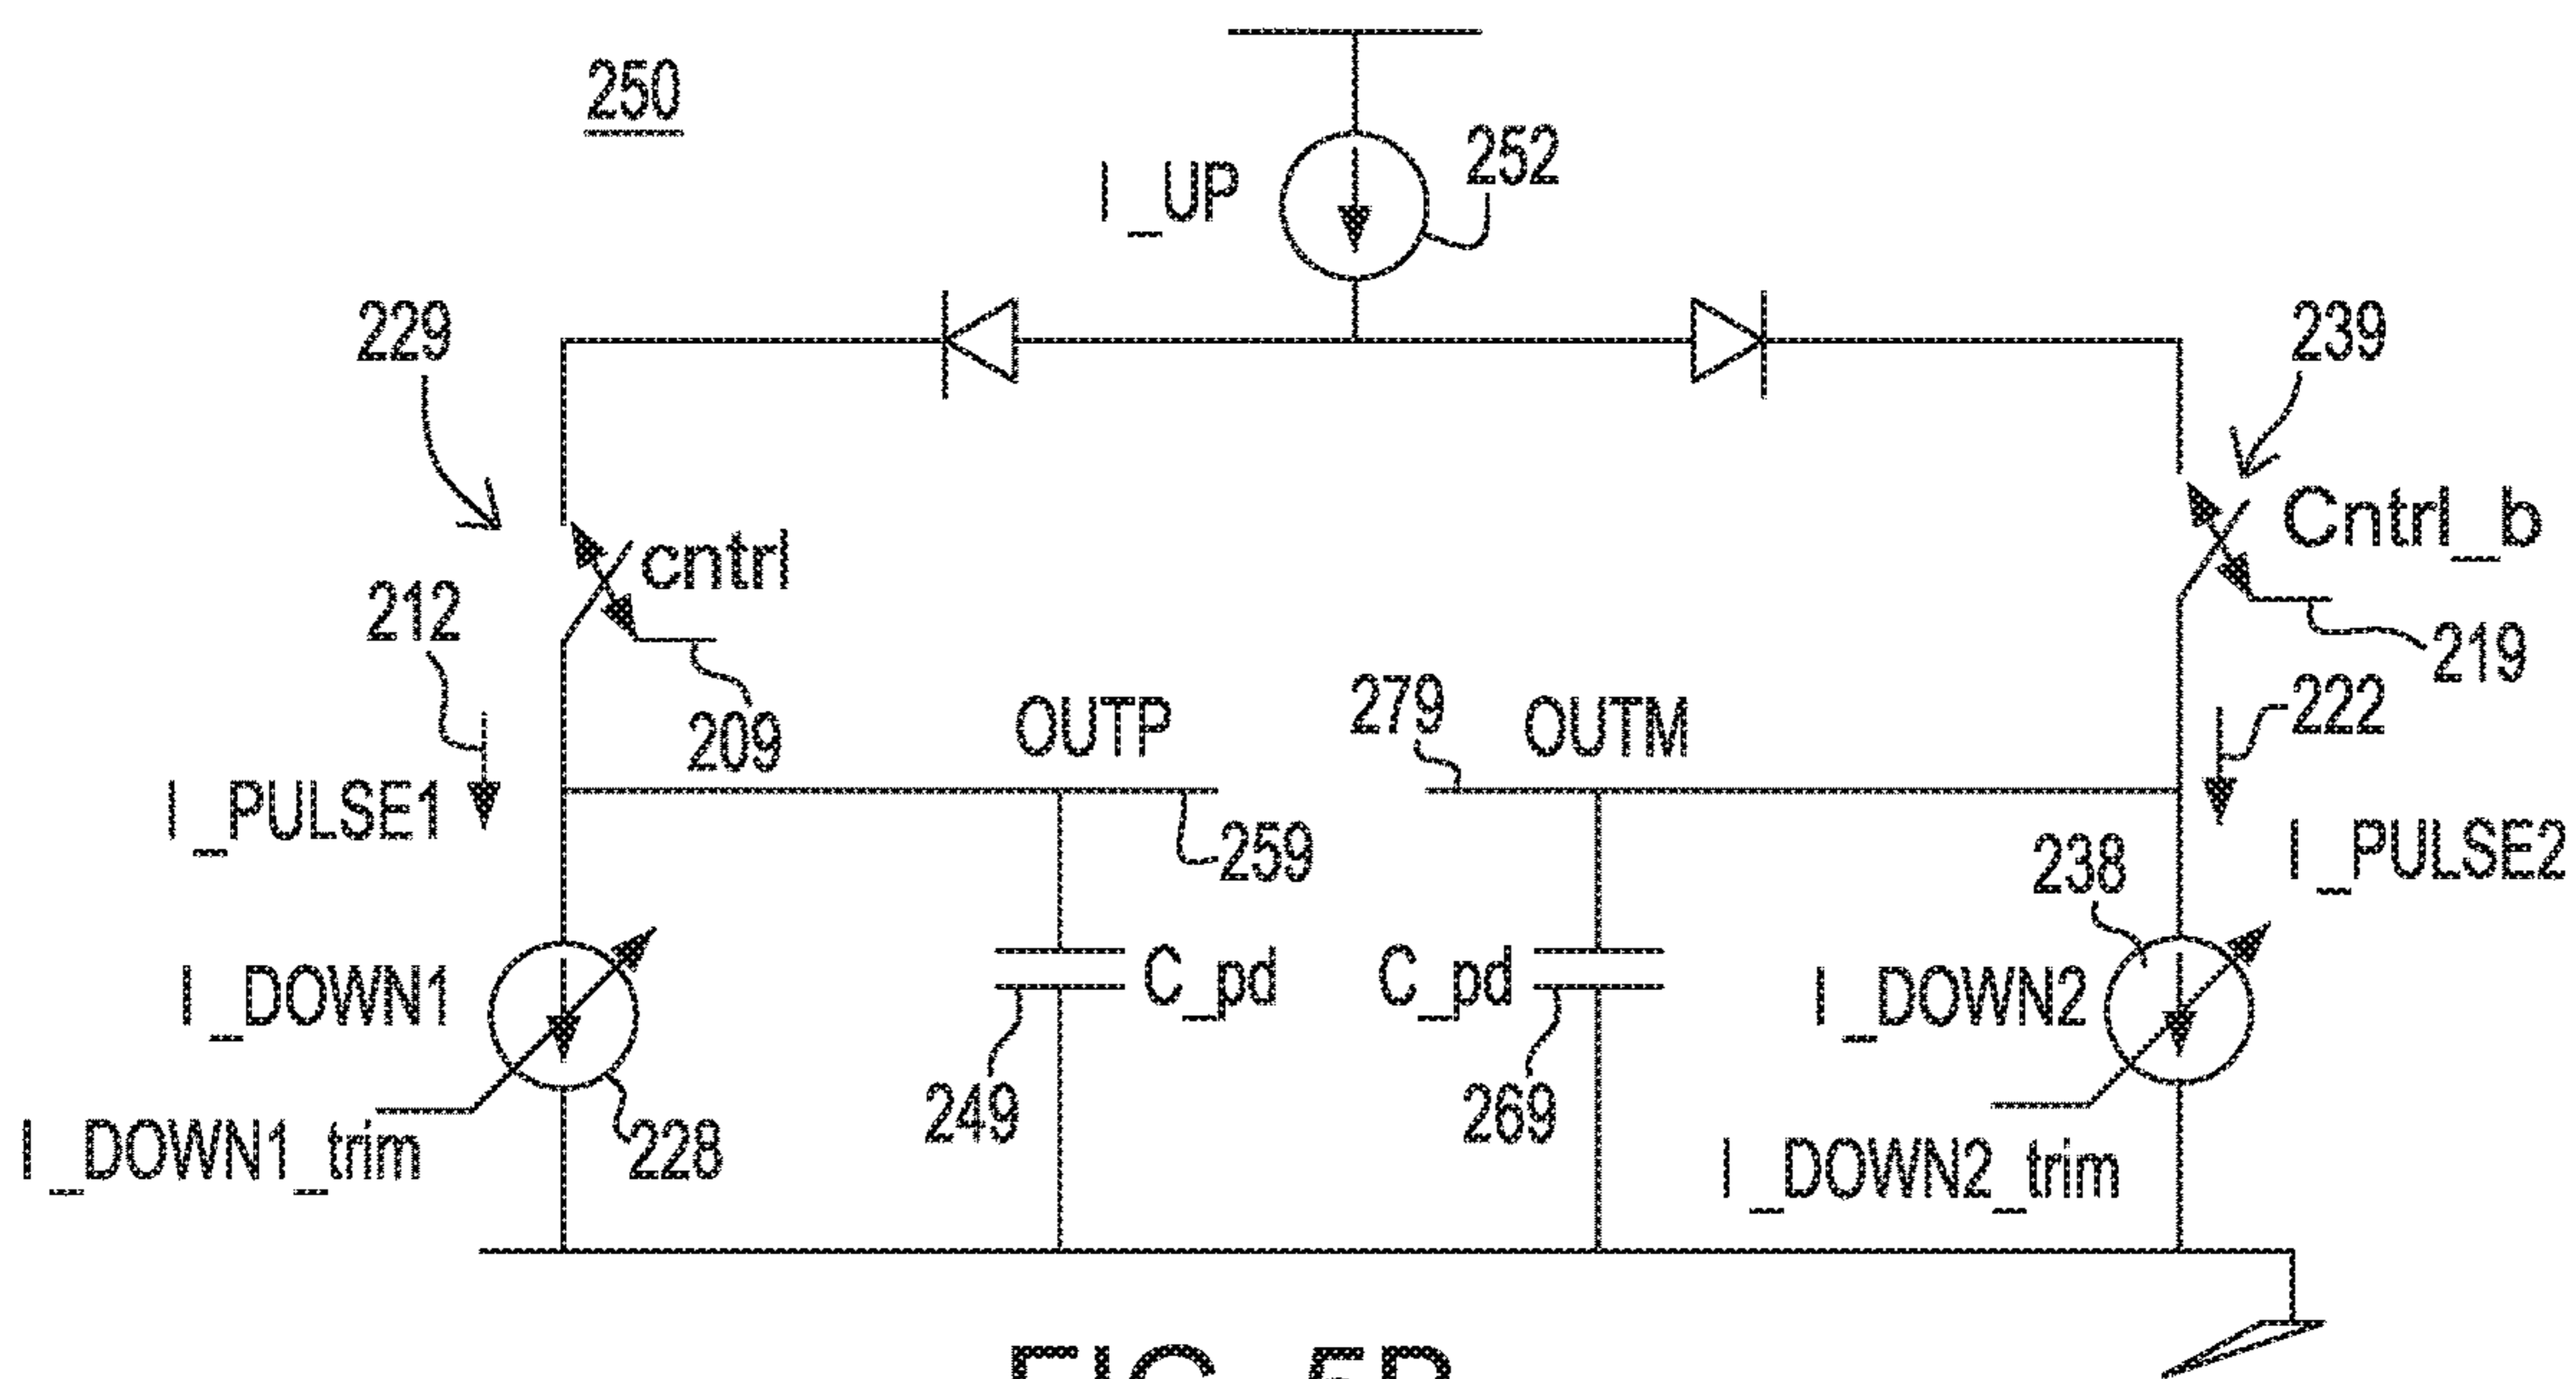 250
I_UP
252
229
239
cntrl
Cntrl_b
212
209
219
OUTP
279
OUTM
222
I_PULSE1
259
238
I_PULSE2
I_DOWN1
C_pd
C_pd
I_DOWN2
249
269
I_DOWN1_trim
228
I_DOWN2_trim